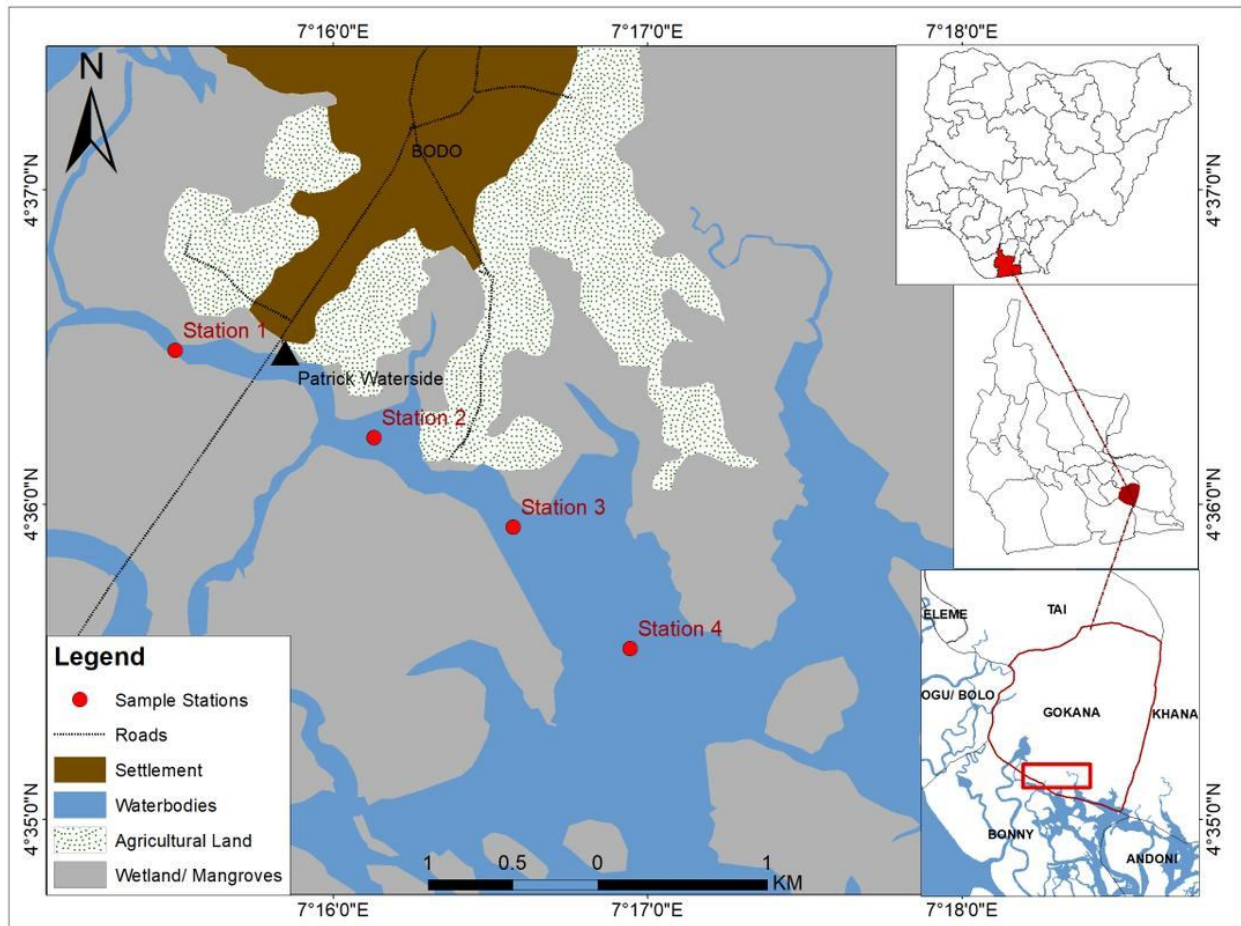 7°16'0"E
7°17'0"E
7°18'0"E
N
4°37'0"N
4°37'0"N
BODO
Station 1
Patrick Waterside
Station 2
Station 3
4°36'0"N
4°36'0"N
Station 4
Legend
Sample Stations
Roads
Settlement
Waterbodies
Agricultural Land
Wetland/ Mangroves
1 0.5 0 1
KM
ELEME
TAI
OGU/ BOLO
GOKANA
KHANA
BONNY
ANDONI
4°35'0"N
4°35'0"N
7°16'0"E
7°17'0"E
7°18'0"E